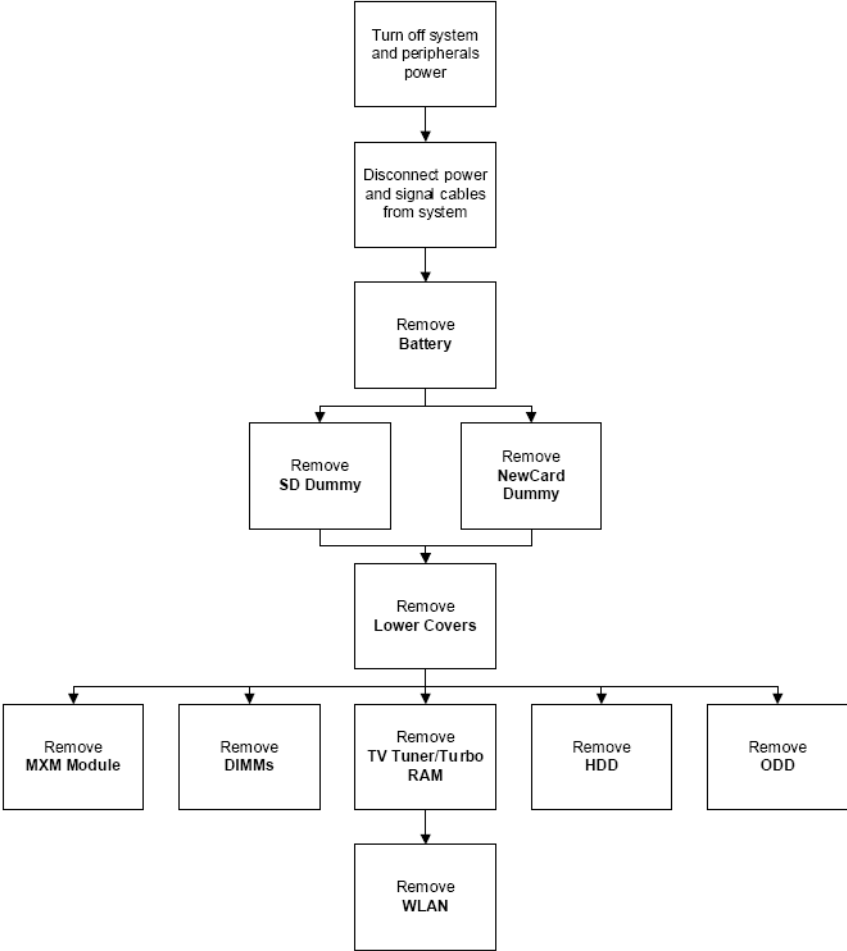 Turn off system
and peripherals
power
Disconnect power
and signal cables
from system
Remove
Battery
Remove
SD Dummy
Remove
NewCard
Dummy
Remove
Lower Covers
Remove
MXM Module
Remove
DIMMs
Remove
TV Tuner/Turbo
RAM
Remove
HDD
Remove
ODD
Remove
WLAN